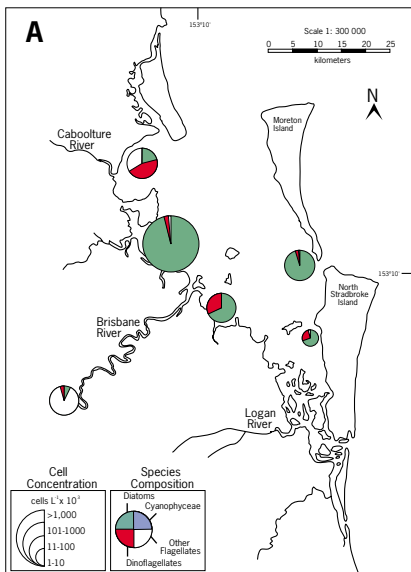 A
153°10'
Scale 1: 300 000
0 5 10 15 20 25
kilometers
N
Moreton
Island
Caboolture
River
153°10'
North
Stradbroke
Island
Brisbane
River
Logan
River
Cell
Concentration
cells L⁻¹x 10³
>1,000
101-1000
11-100
1-10
Species
Composition
Diatoms
Cyanophyceae
Other
Flagellates
Dinoflagellates